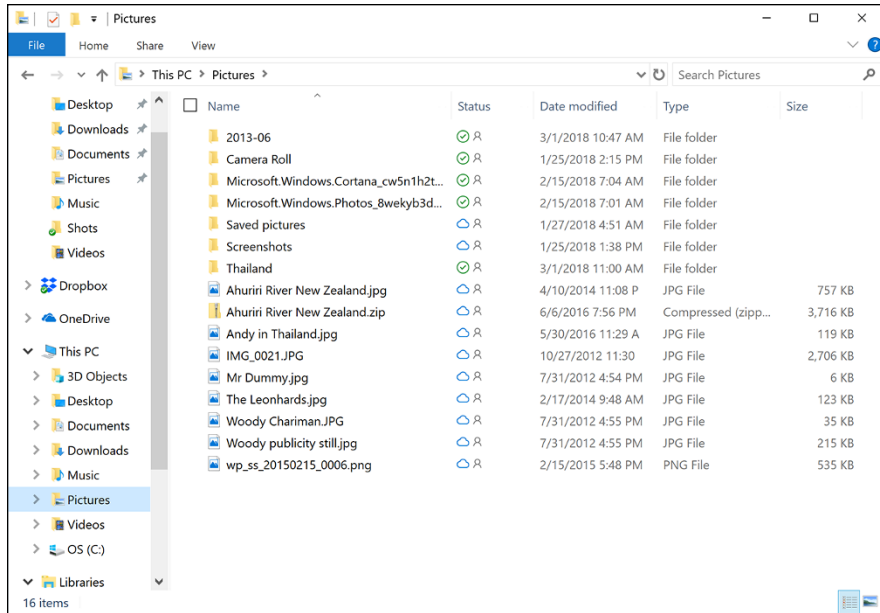 Pictures
File Home Share View
This PC Pictures Search Pictures
Name Status Date modified Type Size
Desktop
Downloads
Documents
Pictures
Music
Shots
Videos
Dropbox
OneDrive
This PC
3D Objects
Desktop
Documents
Downloads
Music
Pictures
Videos
OS (C:)
Libraries
2013-06 3/1/2018 10:47 AM File folder
Camera Roll 1/25/2018 2:15 PM File folder
Microsoft.Windows.Cortana_cw5n1h2t... 2/15/2018 7:04 AM File folder
Microsoft.Windows.Photos_8wekyb3d... 2/15/2018 7:01 AM File folder
Saved pictures 1/27/2018 4:51 AM File folder
Screenshots 1/25/2018 1:38 PM File folder
Thailand 3/1/2018 11:00 AM File folder
Ahuriri River New Zealand.jpg 4/10/2014 11:08 P JPG File 757 KB
Ahuriri River New Zealand.zip 6/6/2016 7:56 PM Compressed (zipp... 3,716 KB
Andy in Thailand.jpg 5/30/2016 11:29 A JPG File 119 KB
IMG_0021.JPG 10/27/2012 11:30 JPG File 2,706 KB
Mr Dummy.jpg 7/31/2012 4:54 PM JPG File 6 KB
The Leonhards.jpg 2/17/2014 9:48 AM JPG File 123 KB
Woody Chariman.JPG 7/31/2012 4:55 PM JPG File 35 KB
Woody publicity still.jpg 7/31/2012 4:55 PM JPG File 215 KB
wp_ss_20150215_0006.png 2/15/2015 5:48 PM PNG File 535 KB
16 items